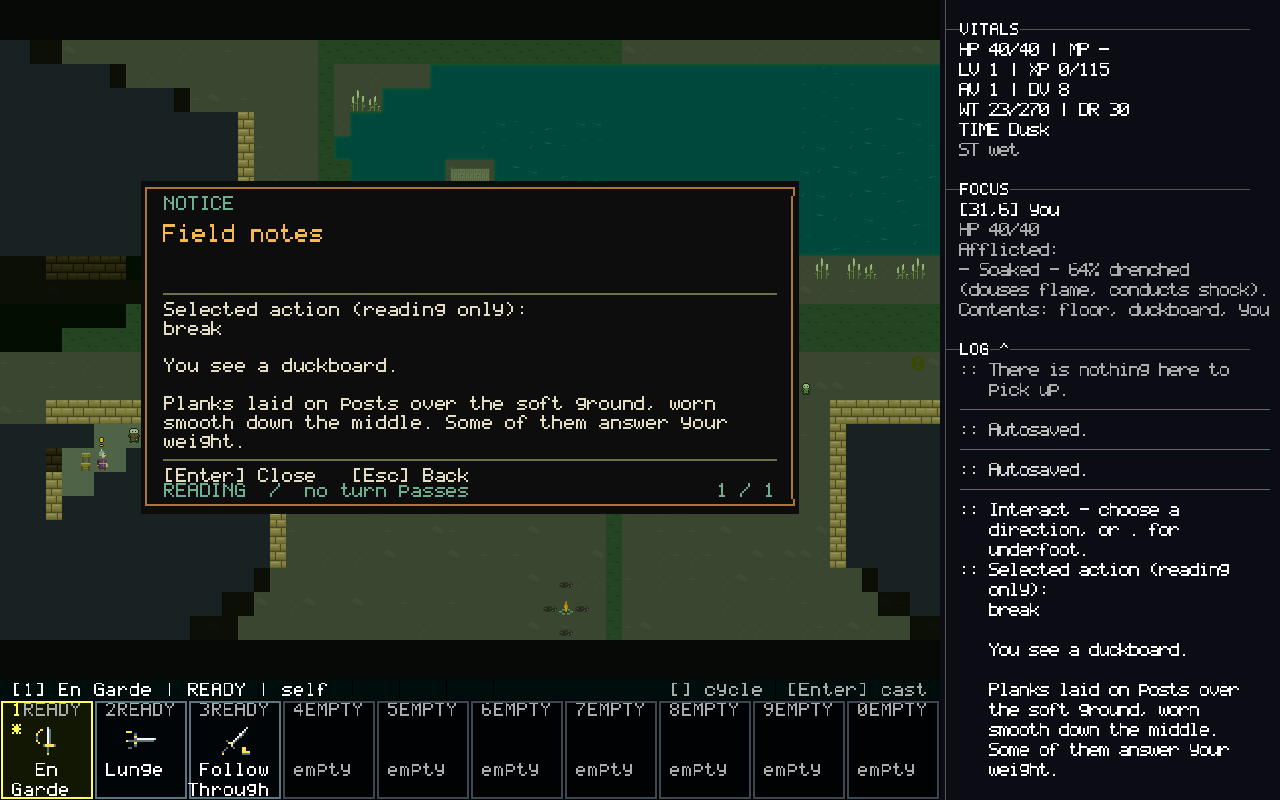 NOTICE
Field notes
Selected action (reading only):
break
You see a duckboard.
Planks laid on Posts over the soft ground, worn
smooth down the middle. Some of them answer your
weight.
[Enter] Close [Esc] Back
READING / no turn Passes 1 / 1
[1] En Garde | READY | self [] cycle [Enter] cast
1READY 2READY 3READY 4EMPTY 5EMPTY 6EMPTY 7EMPTY 8EMPTY 9EMPTY 0EMPTY
*
En Garde
Lunge
Follow Through
empty empty empty empty empty empty empty
VITALS
HP 40/40 | MP -
LV 1 | XP 0/115
AV 1 | DV 8
WT 23/270 | DR 30
TIME Dusk
ST wet
FOCUS
[31,6] You
HP 40/40
Afflicted:
- Soaked - 64% drenched
(douses flame, conducts shock).
Contents: floor, duckboard, you
LOG ^
:: There is nothing here to
Pick up.
:: Autosaved.
:: Autosaved.
:: Interact - choose a
direction, or . for
underfoot.
:: Selected action (reading
only):
break
You see a duckboard.
Planks laid on Posts over
the soft ground, worn
smooth down the middle.
Some of them answer your
weight.